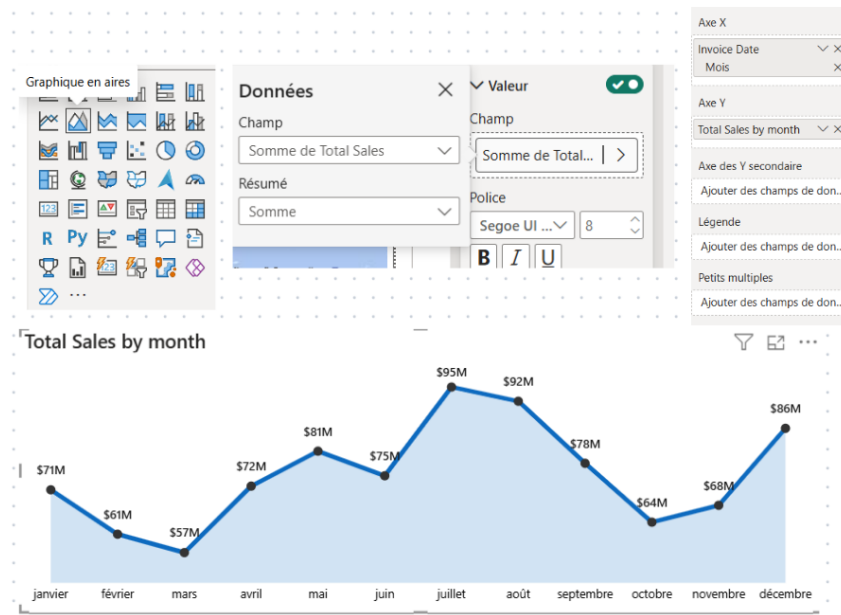 Graphique en aires
123
R
Py
123
Données
Champ
Somme de Total Sales
Résumé
Somme
Valeur
Champ
Somme de Total...
Police
Segoe UI ...
8
B
I
U
Axe X
Invoice Date
Mois
Axe Y
Total Sales by month
Axe des Y secondaire
Ajouter des champs de don...
Légende
Ajouter des champs de don...
Petits multiples
Ajouter des champs de don...
Total Sales by month
$71M
$61M
$57M
$72M
$81M
$75M
$95M
$92M
$78M
$64M
$68M
$86M
janvier février mars avril mai juin juillet août septembre octobre novembre décembre